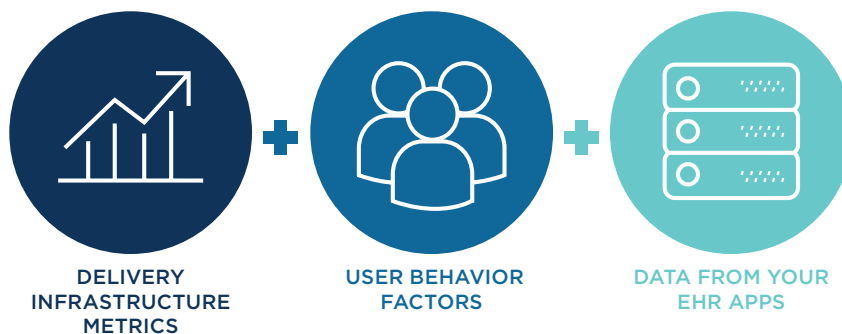 DELIVERY
INFRASTRUCTURE
METRICS
USER BEHAVIOR
FACTORS
DATA FROM YOUR
EHR APPS